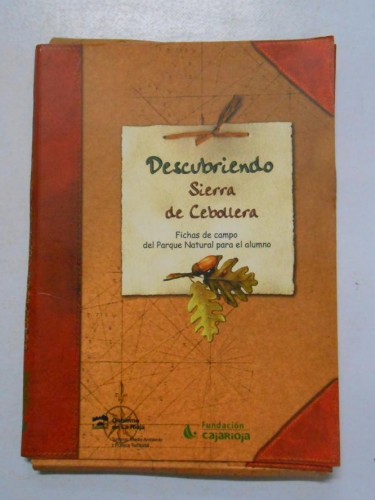 Descubriendo
Sierra
de Cebollera
Fichas de campo
del Parque Natural para el alumno
Gobierno
de La Rioja
Fundación
cajarioja